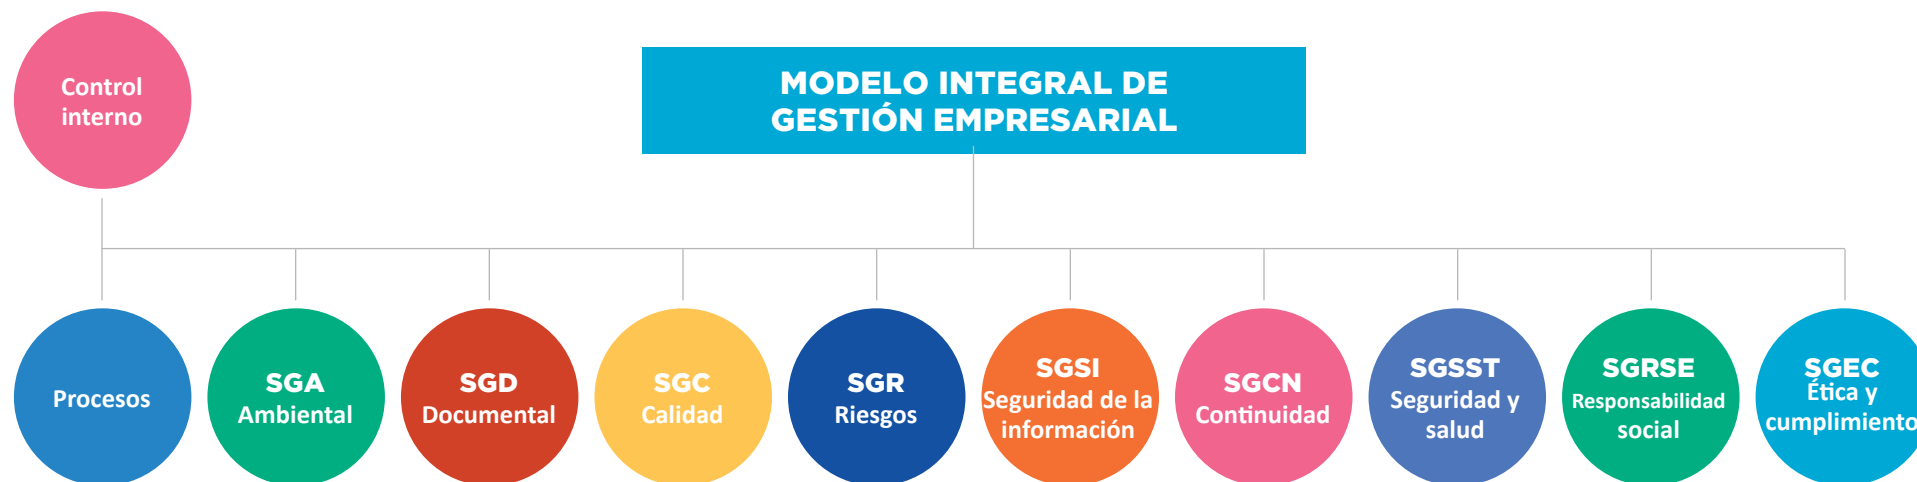 Control
interno
MODELO INTEGRAL DE
GESTIÓN EMPRESARIAL
Procesos
SGA
Ambiental
SGD
Documental
SGC
Calidad
SGR
Riesgos
SGSI
Seguridad de la
información
SGCN
Continuidad
SGSST
Seguridad y
salud
SGRSE
Responsabilidad
social
SGEC
Ética y
cumplimiento